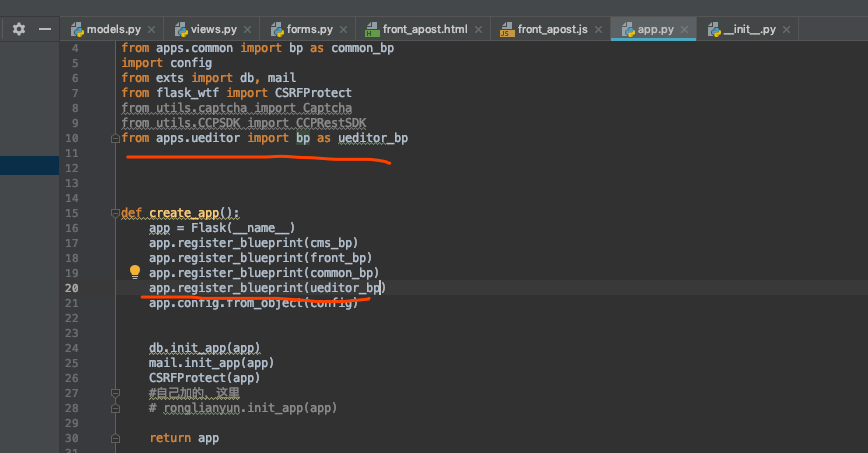 models.py × views.py × forms.py × front_apost.html × front_apost.js × app.py × __init__.py ×
4 from apps.common import bp as common_bp
5 import config
6 from exts import db, mail
7 from flask_wtf import CSRFProtect
8 from utils.captcha import Captcha
9 from utils.CCPSDK import CCPRestSDK
10 from apps.ueditor import bp as ueditor_bp
11
12
13
14
15 def create_app():
16 app = Flask(__name__)
17 app.register_blueprint(cms_bp)
18 app.register_blueprint(front_bp)
19 app.register_blueprint(common_bp)
20 app.register_blueprint(ueditor_bp)
21 app.config.from_object(config)
22
23
24 db.init_app(app)
25 mail.init_app(app)
26 CSRFProtect(app)
27 #自己加的、这里
28 # ronglianyun.init_app(app)
29
30 return app
31